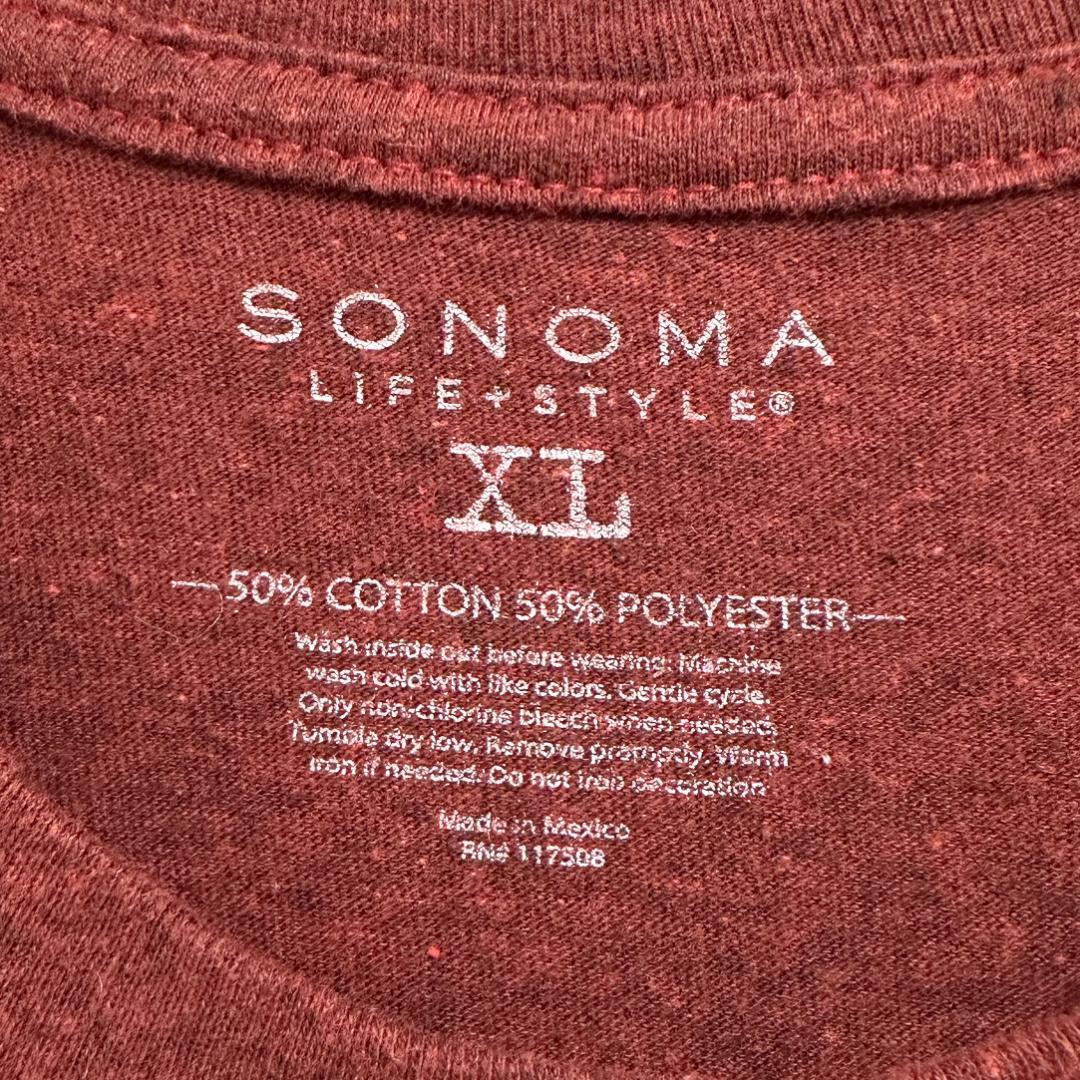 SONOMA
LIFE+STYLE®
XL
—50% COTTON 50% POLYESTER—
Wash inside out before wearing. Machine
wash cold with like colors. Gentle cycle.
Only non-chlorine bleach when needed.
Tumble dry low. Remove promptly. Warm
iron if needed. Do not iron decoration
Made in Mexico
RN# 117508